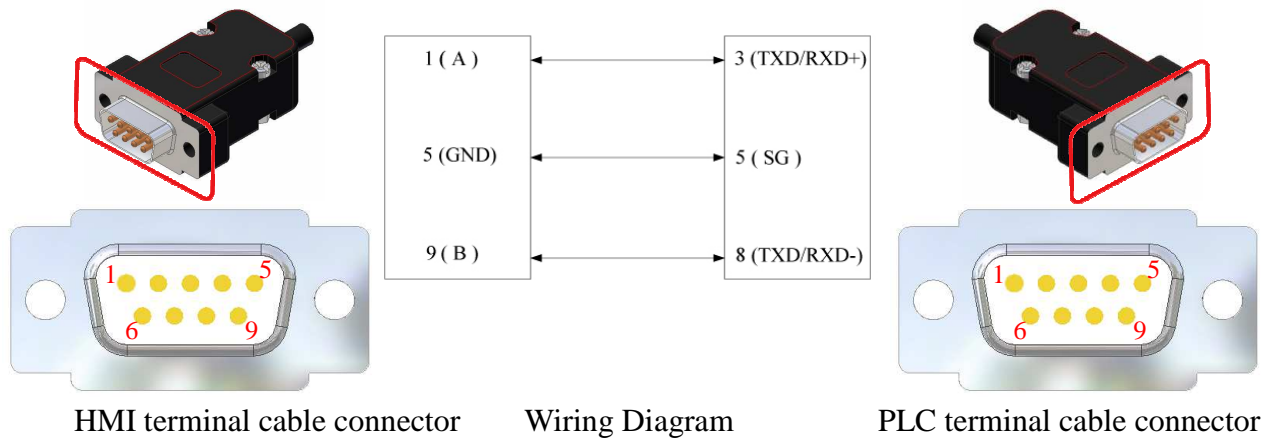 1 ( A )
3 (TXD/RXD+)
5 (GND)
5 ( SG )
9 ( B )
8 (TXD/RXD-)
1
5
6
9
1
5
6
9
HMI terminal cable connector
Wiring Diagram
PLC terminal cable connector